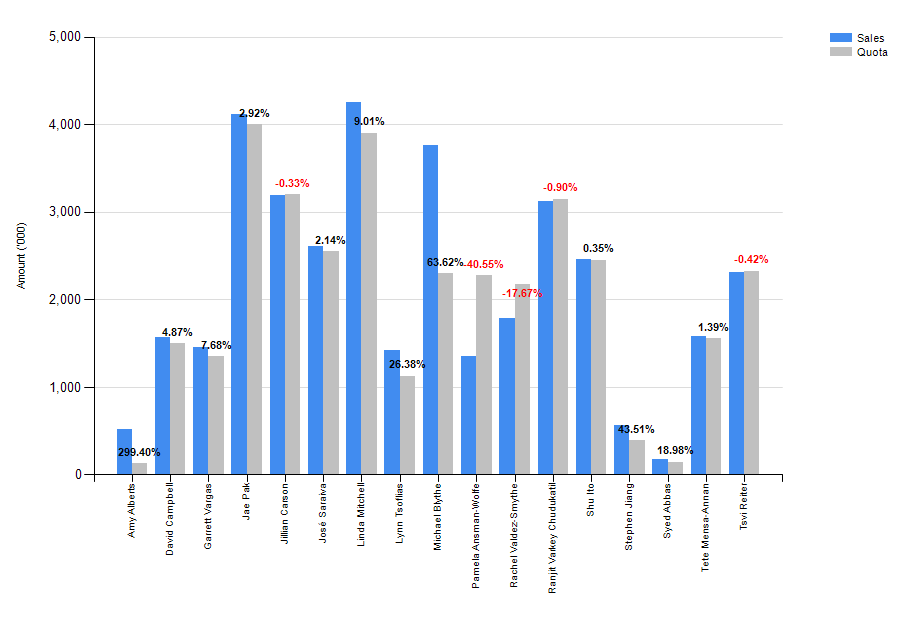 5,000
4,000
3,000
2,000
1,000
0
Amount ('000)
Sales
Quota
299.40%
4.87%
7.68%
2.92%
-0.33%
2.14%
9.01%
26.38%
63.62%
-40.55%
-17.67%
-0.90%
0.35%
43.51%
18.98%
1.39%
-0.42%
Amy Alberts
David Campbell
Garrett Vargas
Jae Pak
Jillian Carson
José Saraiva
Linda Mitchell
Lynn Tsoflias
Michael Blythe
Pamela Ansman-Wolfe
Rachel Valdez-Smythe
Ranjit Varkey Chudukatil
Shu Ito
Stephen Jiang
Syed Abbas
Tete Mensa-Annan
Tsvi Reiter